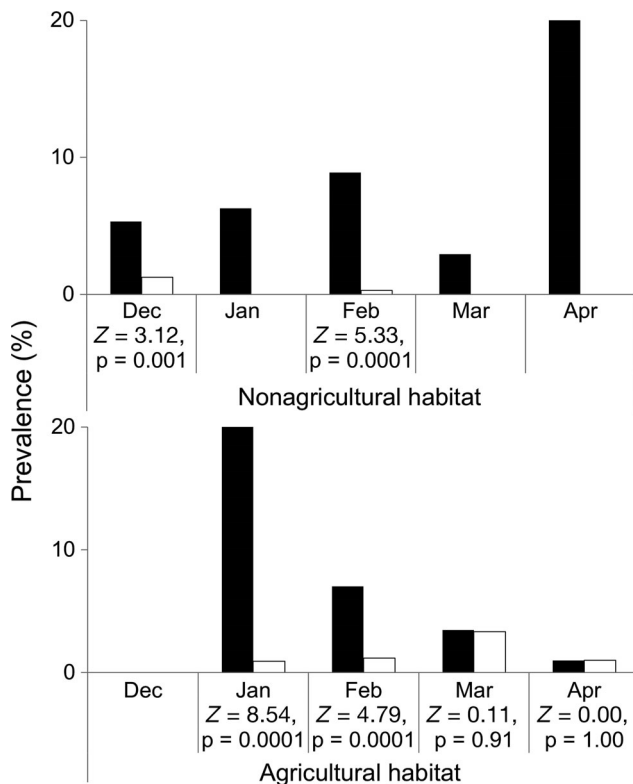 Prevalence (%)
20
10
0
Dec Jan Feb Mar Apr
Z = 3.12, Z = 5.33,
p = 0.001 p = 0.0001
Nonagricultural habitat
20
10
0
Dec Jan Feb Mar Apr
Z = 8.54, Z = 4.79, Z = 0.11, Z = 0.00,
p = 0.0001 p = 0.0001 p = 0.91 p = 1.00
Agricultural habitat